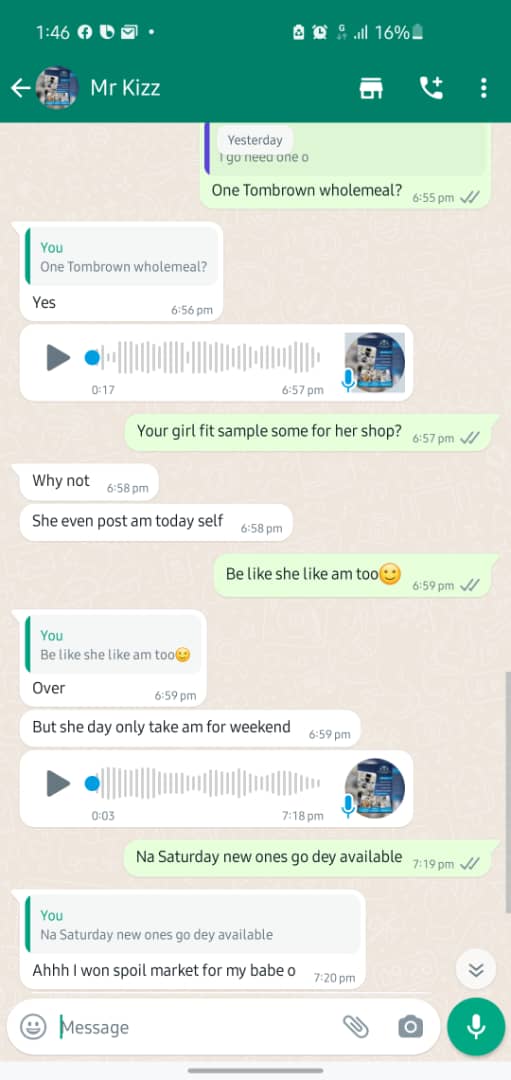 1:46
G
16%
Mr Kizz
Yesterday
I go need one o
One Tombrown wholemeal?
6:55 pm
You
One Tombrown wholemeal?
Yes
6:56 pm
0:17
6:57 pm
Your girl fit sample some for her shop?
6:57 pm
Why not
6:58 pm
She even post am today self
6:58 pm
Be like she like am too🙂
6:59 pm
You
Be like she like am too🙂
Over
6:59 pm
But she day only take am for weekend
6:59 pm
0:03
7:18 pm
Na Saturday new ones go dey available
7:19 pm
You
Na Saturday new ones go dey available
Ahhh I won spoil market for my babe o
7:20 pm
Message